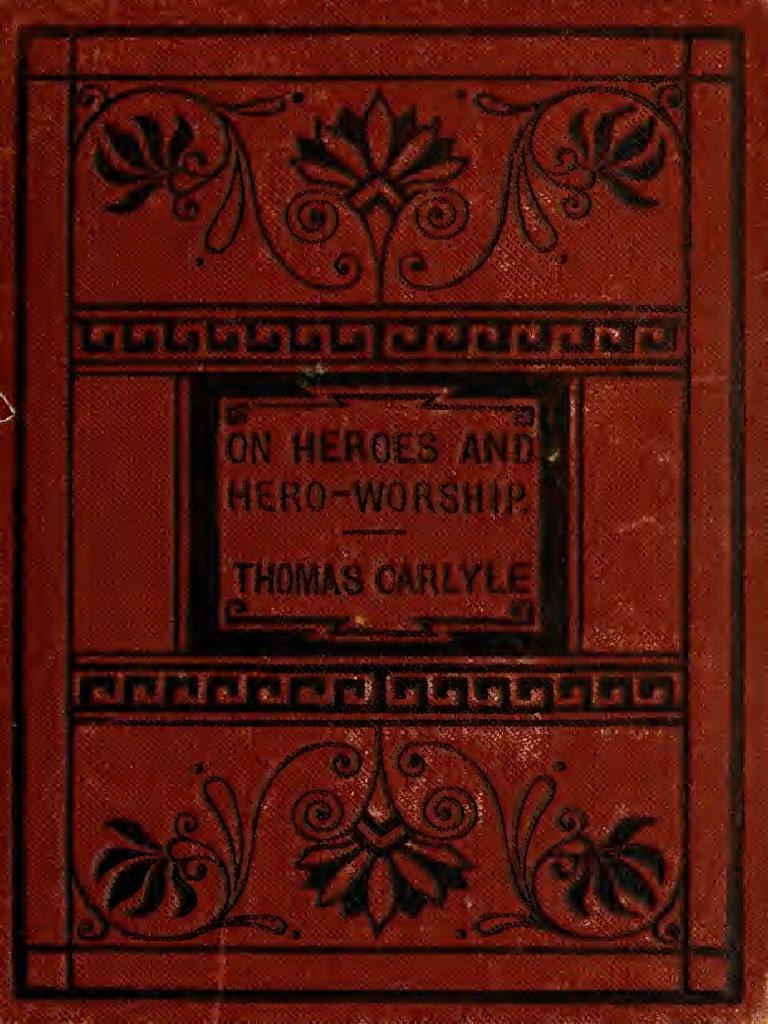 ON HEROES AND
HERO-WORSHIP.
THOMAS CARLYLE